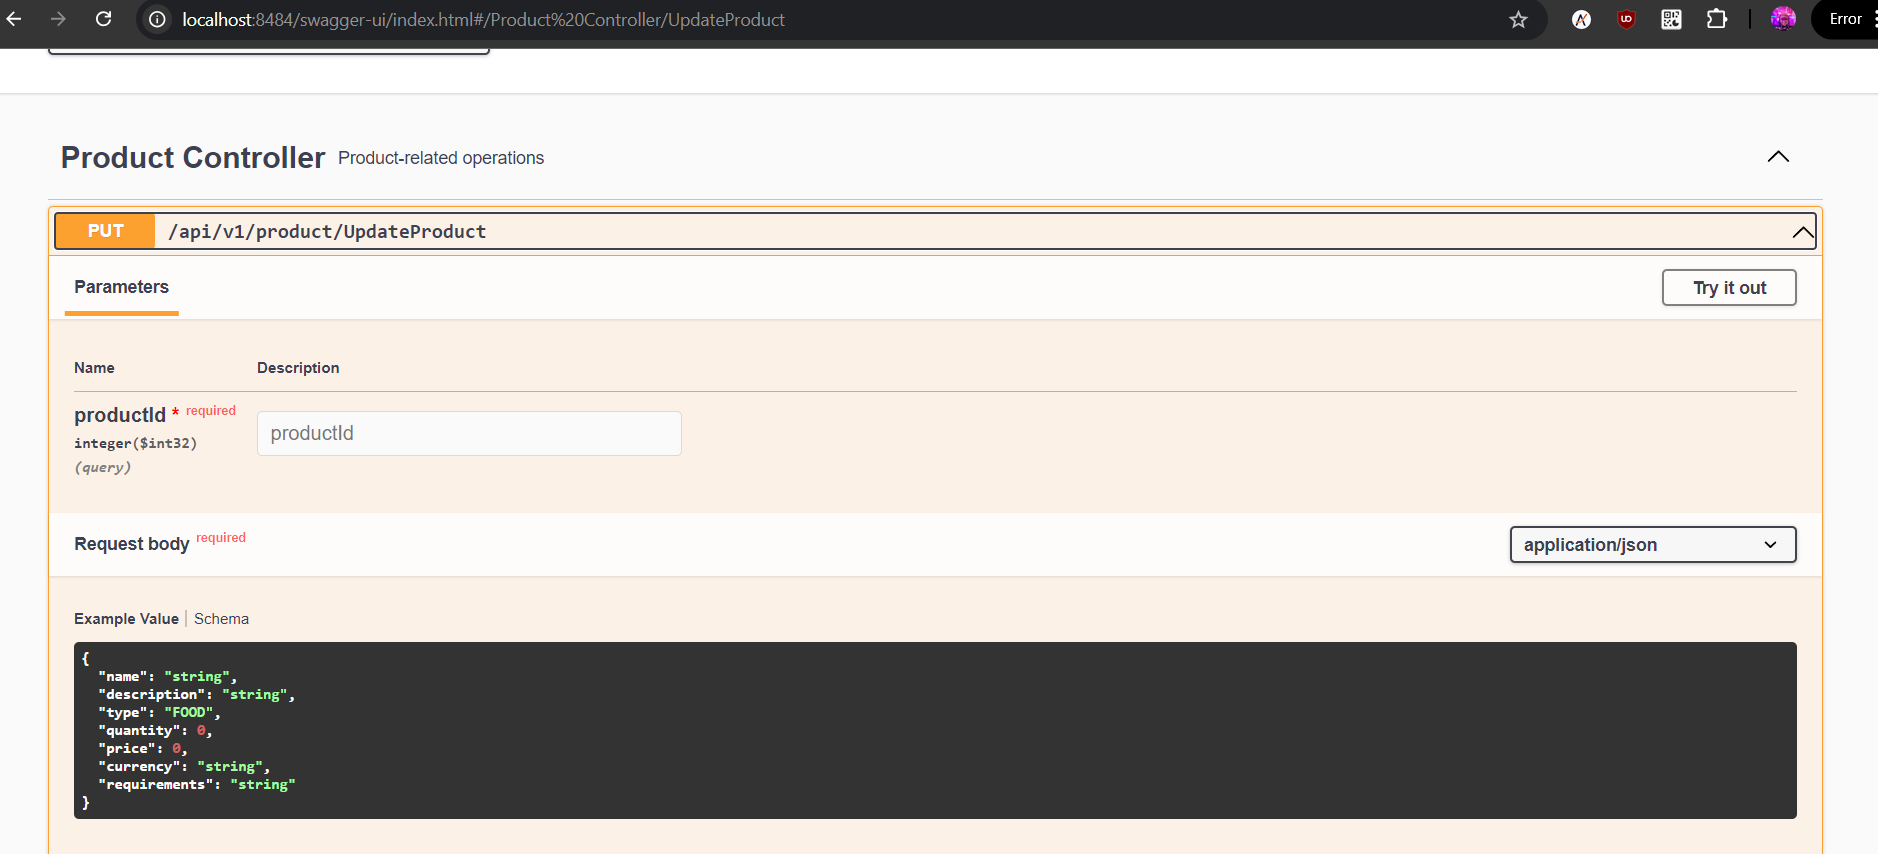 localhost:8484/swagger-ui/index.html#/Product%20Controller/UpdateProduct
Error
Product Controller Product-related operations
PUT /api/v1/product/UpdateProduct
Parameters
Try it out
Name Description
productId * required
integer($int32)
(query)
productId
Request body required
application/json
Example Value | Schema
{
  "name": "string",
  "description": "string",
  "type": "FOOD",
  "quantity": 0,
  "price": 0,
  "currency": "string",
  "requirements": "string"
}